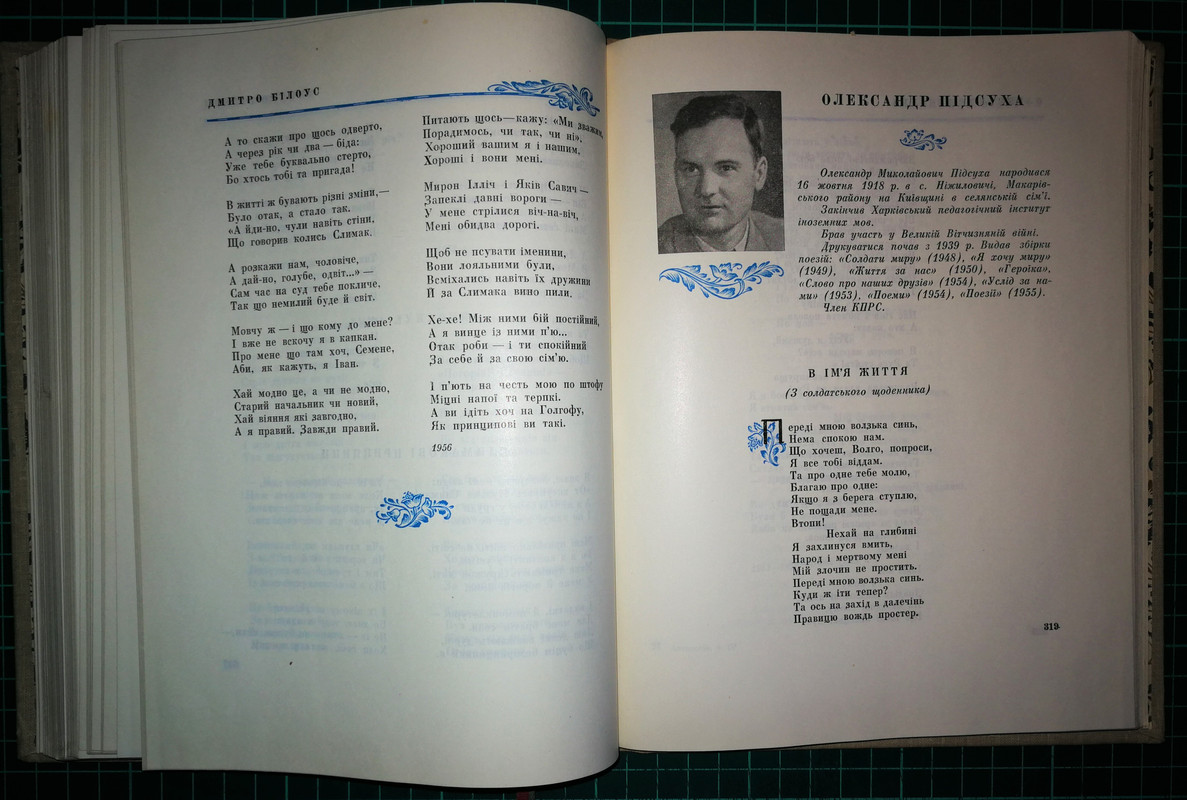 ДМИТРО БІЛОУС
А то скажи про щось одверто,
А через рік чи два — біда:
Уже тебе буквально стерто,
Бо хтось тобі та пригада!
В житті ж бувають різні зміни,—
Було отак, а стало так.
«А йди-но, чули навіть стіни,
Що говорив колись Слимак.
А розкажи нам, чоловіче,
А дай-но, голубе, одвіт...» —
Сам час на суд тебе покличе,
Так що немилий буде й світ.
Мовчу ж — і що кому до мене?
І вже не вскочу я в капкан.
Про мене що там хоч, Семене,
Аби, як кажуть, я Іван.
Хай модно це, а чи не модно,
Старий начальник чи новий,
Хай віяння які завгодно,
А я правий. Завжди правий.
Питають щось—кажу: «Ми зважим,
Порадимось, чи так, чи ні».
Хороший вашим я і нашим,
Хороші і вони мені.
Мирон Ілліч і Яків Савич —
Запеклі давні вороги —
У мене стрілися віч-на-віч,
Мені обидва дорогі.
Щоб не псувати іменини,
Вони лояльними були,
Всміхались навіть їх дружини
Й за Слимака вино пили.
Хе-хе! Між ними бій постійний,
А я винце із ними п'ю...
Отак роби — і ти спокійний
За себе й за свою сім'ю.
І п'ють на честь мою по штофу
Міцні напої та терпкі.
А ви ідіть хоч на Голгофу,
Як принципові ви такі.
1956
ОЛЕКСАНДР ПІДСУХА
Олександр Миколайович Підсуха народився
16 жовтня 1918 р. в с. Ніжиловичі, Макарів-
ського району на Київщині в селянській сім'ї.
Закінчив Харківський педагогічний інститут
іноземних мов.
Брав участь у Великій Вітчизняній війні.
Друкуватися почав з 1939 р. Видав збірки
поезій: «Солдати миру» (1948), «Я хочу миру»
(1949), «Життя за нас» (1950), «Героїка»,
«Слово про наших друзів» (1954), «Услід за на-
ми» (1953), «Поеми» (1954), «Поезії» (1955).
Член КПРС.
В ІМ'Я ЖИТТЯ
(З солдатського щоденника)
Переді мною волзька синь,
Нема спокою нам.
Що хочеш, Волго, попроси,
Я все тобі віддам.
Та про одне тебе молю,
Благаю про одне:
Якщо я з берега ступлю,
Не пощади мене.
Втопи!
Нехай на глибині
Я захлинуся вмить,
Народ і мертвому мені
Мій злочин не простить.
Переді мною волзька синь.
Куди ж іти тепер?
Та ось на захід в далечінь
Правицю вождь простер.
319